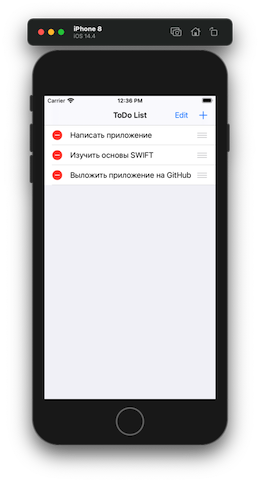 iPhone 8
iOS 14.4
Carrier 12:36 PM
ToDo List Edit
Написать приложение
Изучить основы SWIFT
Выложить приложение на GitHub